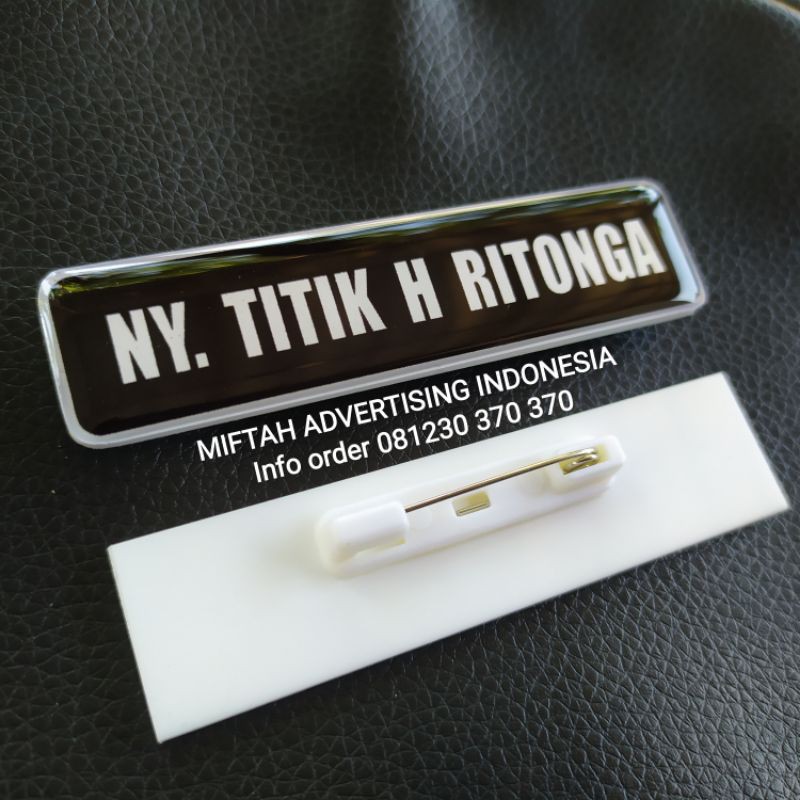 NY. TITIK H RITONGA
MIFTAH ADVERTISING INDONESIA
Info order 081230 370 370